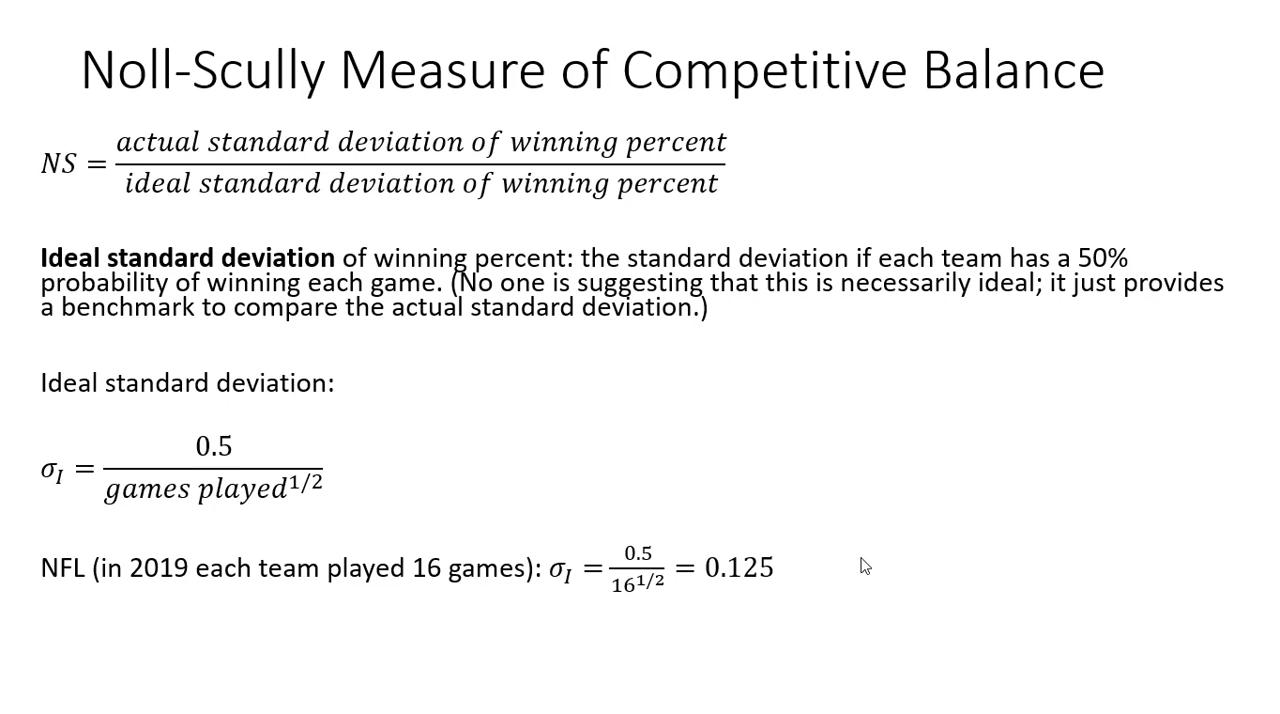 Noll-Scully Measure of Competitive Balance
NS = actual standard deviation of winning percent / ideal standard deviation of winning percent
Ideal standard deviation of winning percent: the standard deviation if each team has a 50%
probability of winning each game. (No one is suggesting that this is necessarily ideal; it just provides
a benchmark to compare the actual standard deviation.)
Ideal standard deviation:
σ_I = 0.5 / games played^1/2
NFL (in 2019 each team played 16 games): σ_I = 0.5 / 16^1/2 = 0.125